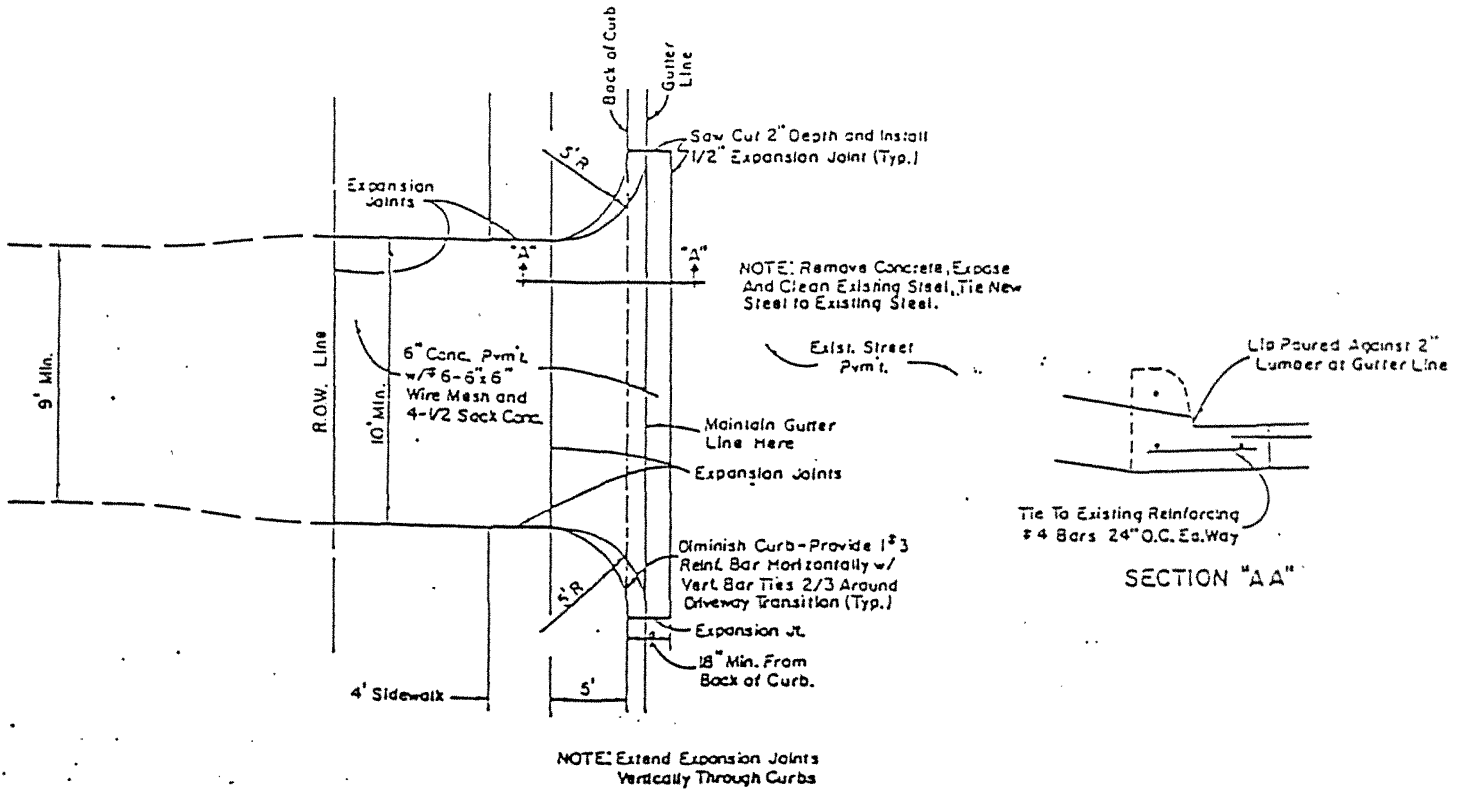 Back of Curb
Gutter
Line
Saw Cut 2" Depth and Install
1/2" Expansion Joint (Typ.)
5' R
Expansion
Joints
"A"
"A"
NOTE: Remove Concrete, Expose
And Clean Existing Steel, Tie New
Steel to Existing Steel.
9' Min.
R.O.W. Line
10' Min.
6" Conc. Pvm't.
w/# 6-6"x 6"
Wire Mesh and
4-1/2 Sack Conc.
Exist. Street
Pvm't.
Lip Poured Against 2"
Lumber at Gutter Line
Maintain Gutter
Line Here
Expansion Joints
Tie To Existing Reinforcing
#4 Bars 24" O.C. Ea. Way
SECTION "A A"
Diminish Curb-Provide 1#3
Reinf. Bar Horizontally w/
Vert. Bar Ties 2/3 Around
Driveway Transition (Typ.)
5' R
Expansion Jt.
18" Min. From
Back of Curb.
4' Sidewalk
5'
NOTE: Extend Expansion Joints
Vertically Through Curbs